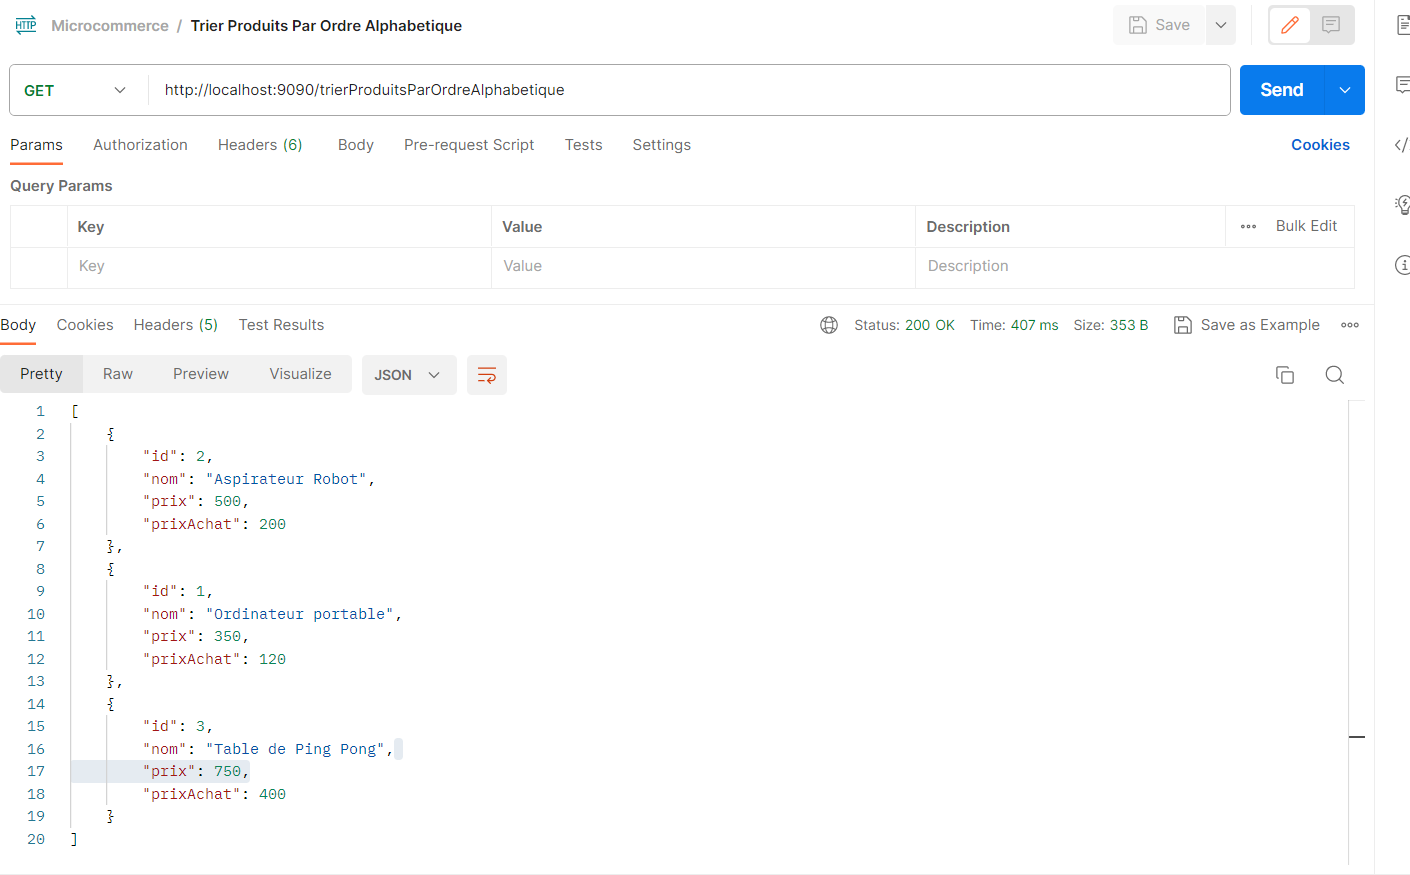 HTTP Microcommerce / Trier Produits Par Ordre Alphabetique Save
GET http://localhost:9090/trierProduitsParOrdreAlphabetique Send
Params Authorization Headers (6) Body Pre-request Script Tests Settings Cookies
Query Params
Key Value Description Bulk Edit
Key Value Description
Body Cookies Headers (5) Test Results Status: 200 OK Time: 407 ms Size: 353 B Save as Example
Pretty Raw Preview Visualize JSON
1 [
2 {
3 "id": 2,
4 "nom": "Aspirateur Robot",
5 "prix": 500,
6 "prixAchat": 200
7 },
8 {
9 "id": 1,
10 "nom": "Ordinateur portable",
11 "prix": 350,
12 "prixAchat": 120
13 },
14 {
15 "id": 3,
16 "nom": "Table de Ping Pong",
17 "prix": 750,
18 "prixAchat": 400
19 }
20 ]